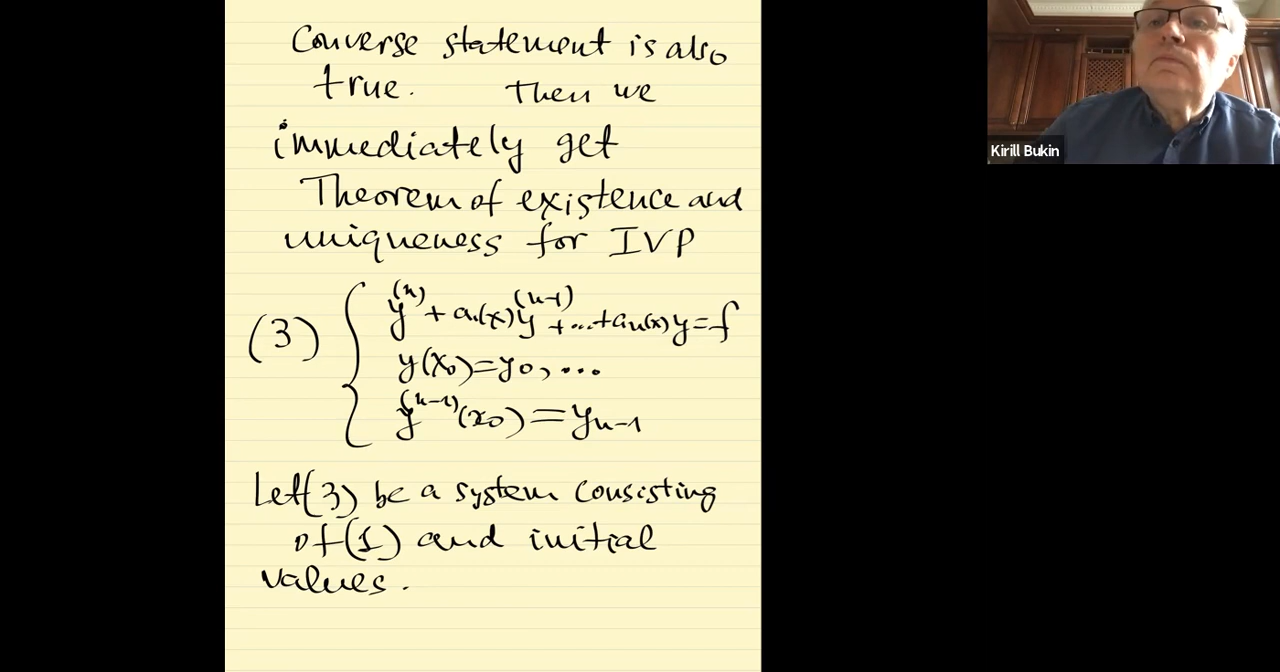 Converse statement is also
true. Then we
immediately get
Theorem of existence and
uniqueness for IVP
(3) { y^(n) + a₁(x)y^(n-1) + ... + aₙ(x)y = f
y(x₀) = y₀, ...
y^(n-1)(x₀) = yₙ₋₁
Let (3) be a system consisting
of (1) and initial
values.
Kirill Bukin